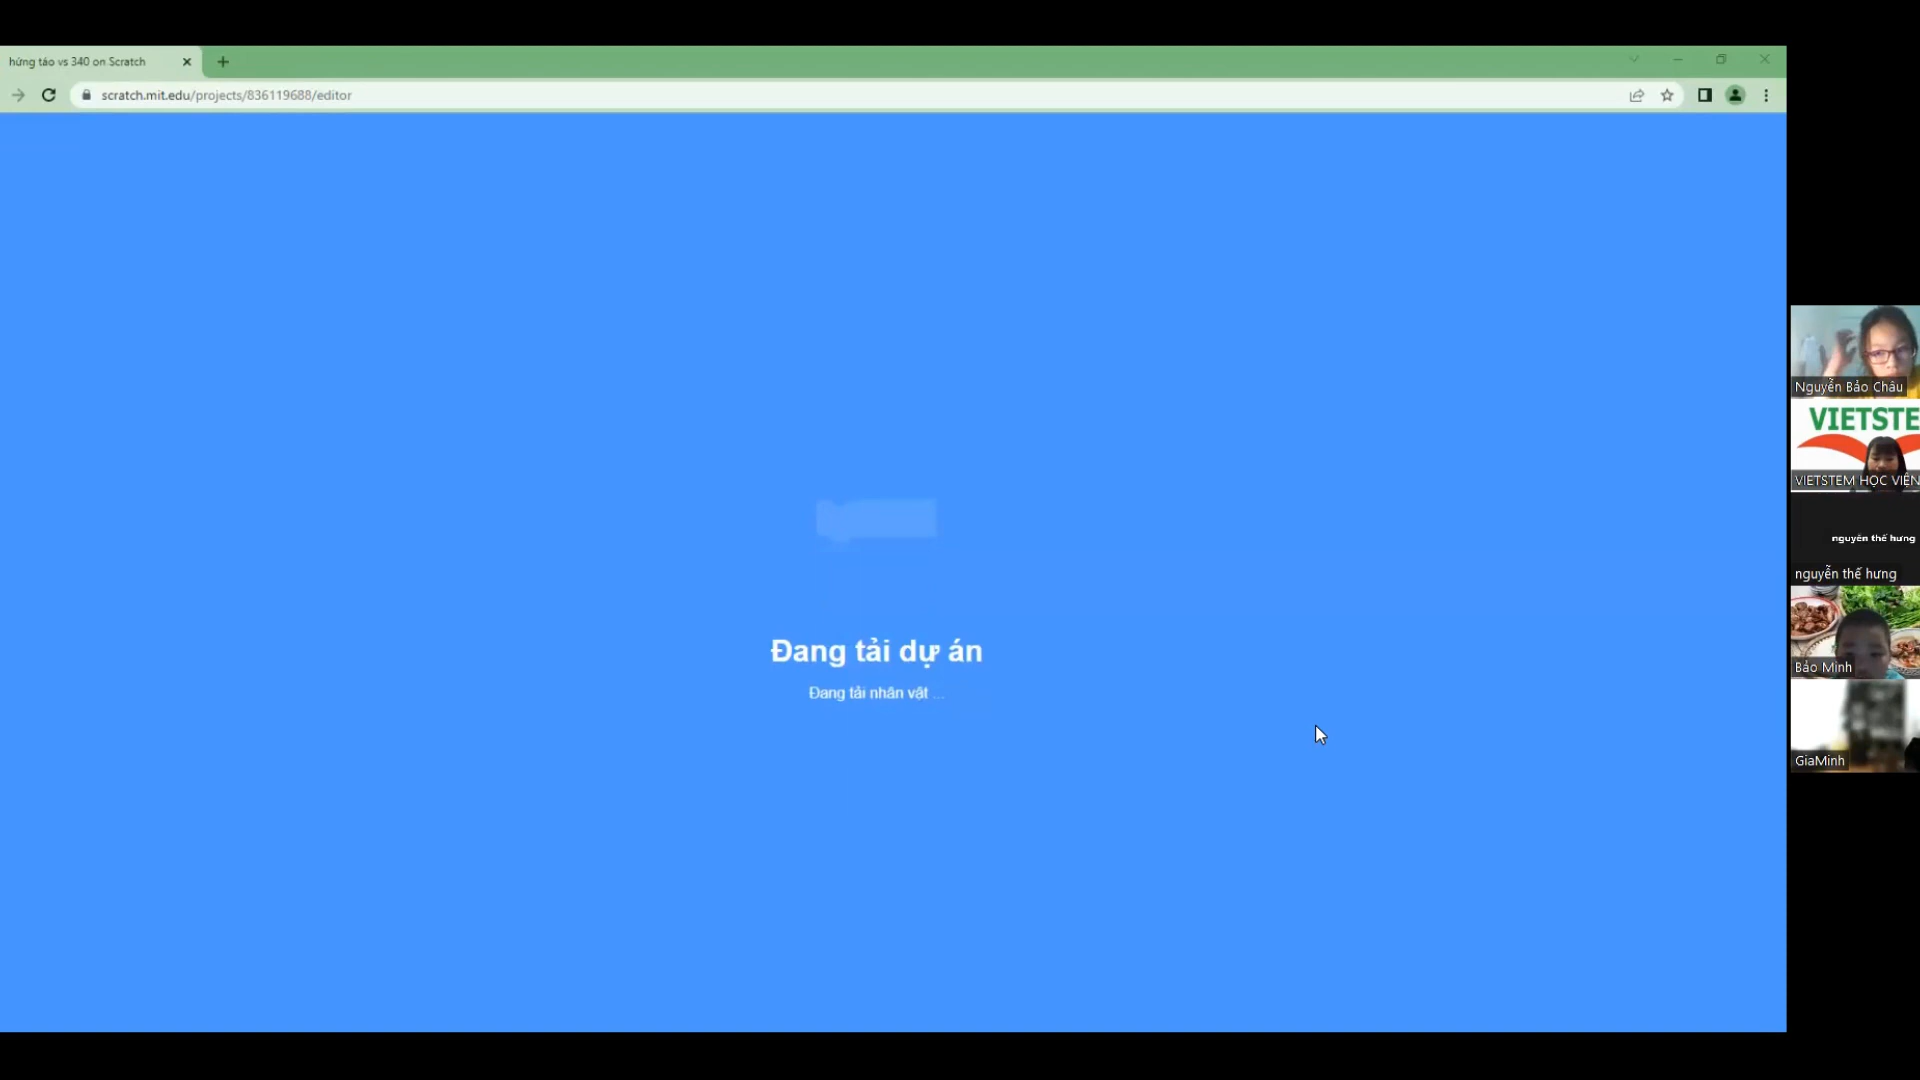 hứng táo vs 340 on Scratch
scratch.mit.edu/projects/836119688/editor
Đang tải dự án
Đang tải nhân vật ...
Nguyễn Bảo Châu
VIETSTE
VIETSTEM HỌC VIỆN
nguyễn thế hưng
nguyễn thế hưng
Bảo Minh
GiaMinh